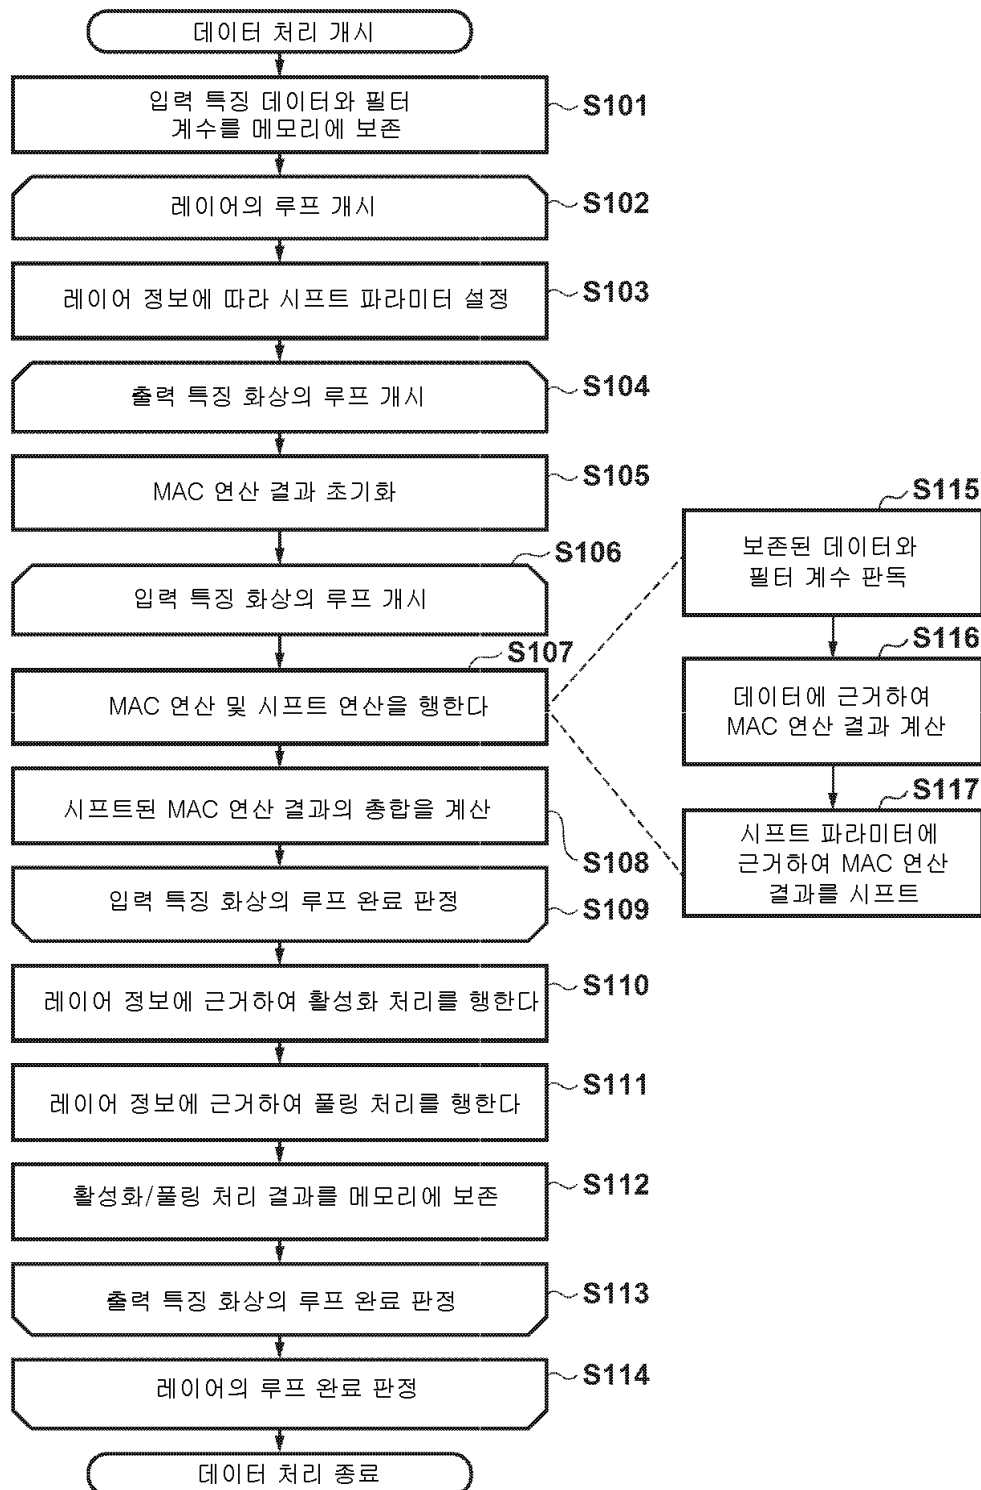 데이터 처리 개시
입력 특징 데이터와 필터
계수를 메모리에 보존
S101
레이어의 루프 개시
S102
레이어 정보에 따라 시프트 파라미터 설정
S103
출력 특징 화상의 루프 개시
S104
MAC 연산 결과 초기화
S105
입력 특징 화상의 루프 개시
S106
MAC 연산 및 시프트 연산을 행한다
S107
시프트된 MAC 연산 결과의 총합을 계산
S108
입력 특징 화상의 루프 완료 판정
S109
레이어 정보에 근거하여 활성화 처리를 행한다
S110
레이어 정보에 근거하여 풀링 처리를 행한다
S111
활성화/풀링 처리 결과를 메모리에 보존
S112
출력 특징 화상의 루프 완료 판정
S113
레이어의 루프 완료 판정
S114
데이터 처리 종료
S115
보존된 데이터와
필터 계수 판독
S116
데이터에 근거하여
MAC 연산 결과 계산
S117
시프트 파라미터에
근거하여 MAC 연산
결과를 시프트